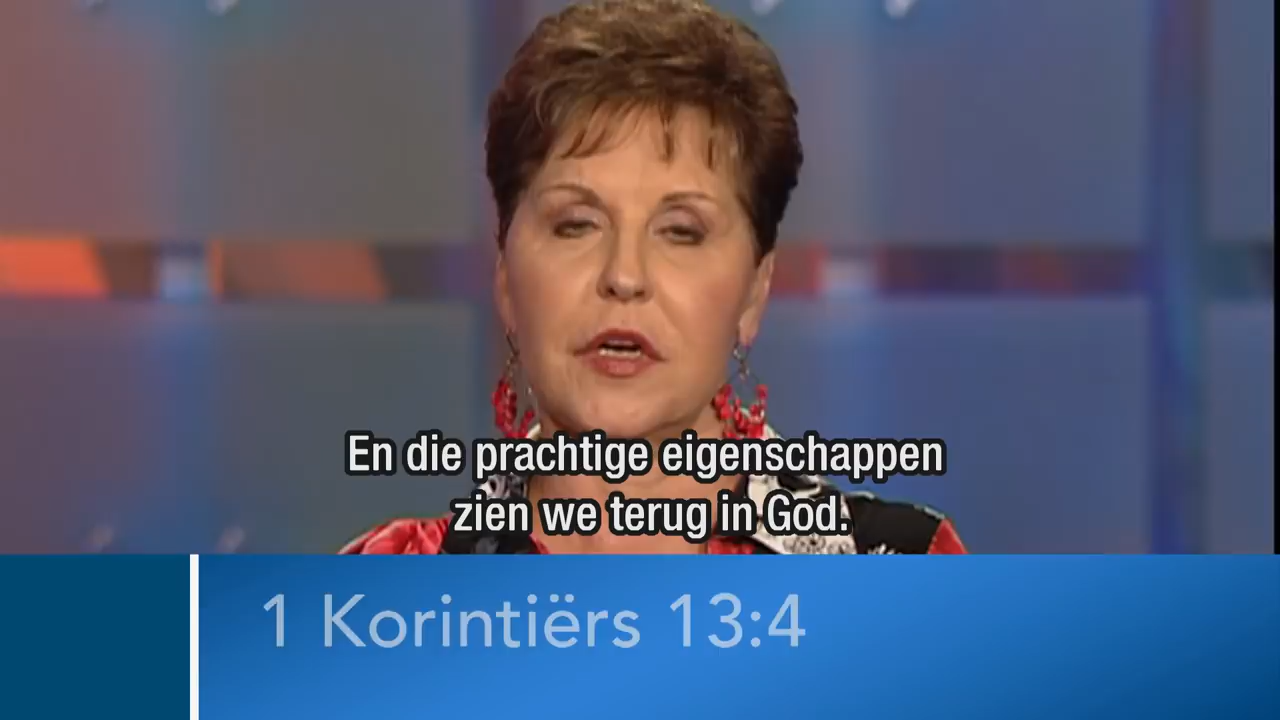 En die prachtige eigenschappen
zien we terug in God.
1 Korintiërs 13:4